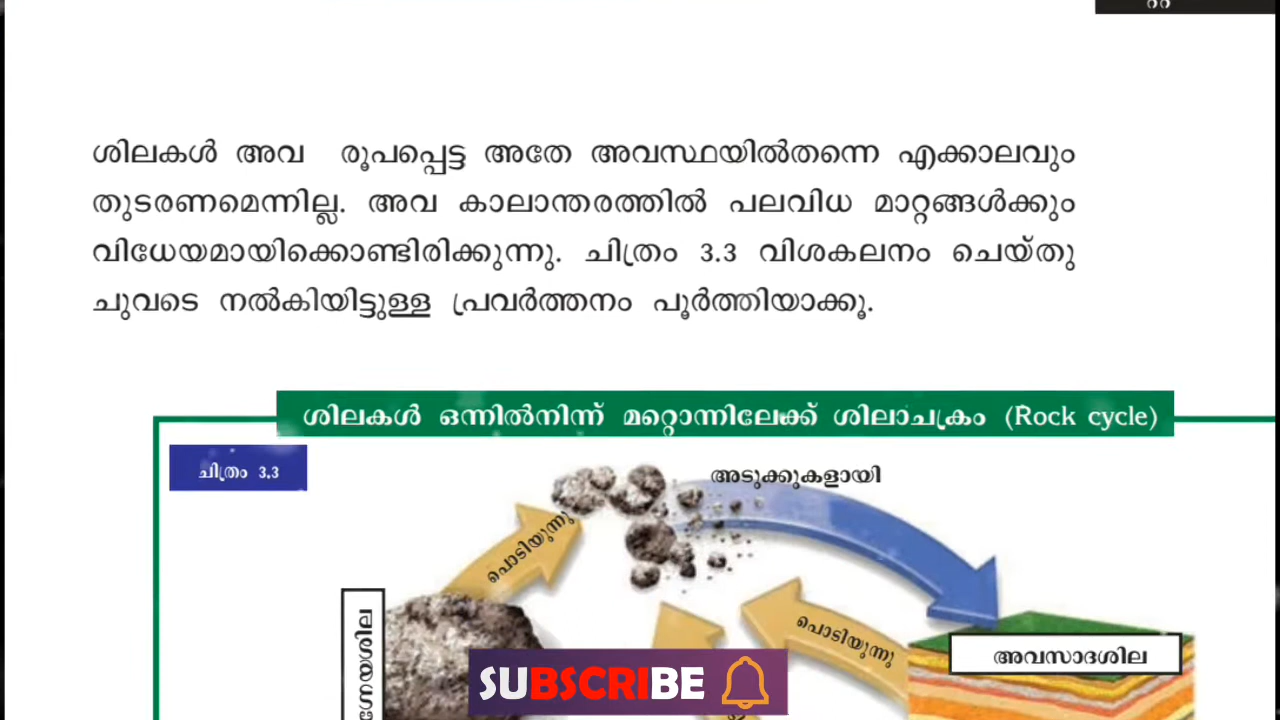 ശിലകൾ അവ രൂപപ്പെട്ട അതേ അവസ്ഥയിൽതന്നെ എക്കാലവും
തുടരണമെന്നില്ല. അവ കാലാന്തരത്തിൽ പലവിധ മാറ്റങ്ങൾക്കും
വിധേയമായിക്കൊണ്ടിരിക്കുന്നു. ചിത്രം 3.3 വിശകലനം ചെയ്തു
ചുവടെ നൽകിയിട്ടുള്ള പ്രവർത്തനം പൂർത്തിയാക്കൂ.
ശിലകൾ ഒന്നിൽനിന്ന് മറ്റൊന്നിലേക്ക് ശിലാചക്രം (Rock cycle)
ചിത്രം 3.3
അടുക്കുകളായി
പൊടിയുന്നു
പൊടിയുന്നു
അവസാദശില
SUBSCRIBE